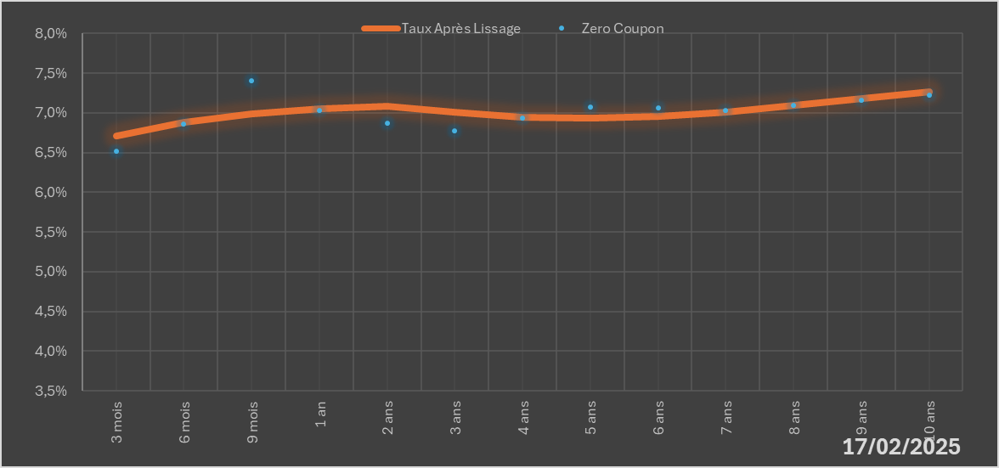 Taux Après Lissage
Zero Coupon
8,0%
7,5%
7,0%
6,5%
6,0%
5,5%
5,0%
4,5%
4,0%
3,5%
3 mois
6 mois
9 mois
1 an
2 ans
3 ans
4 ans
5 ans
6 ans
7 ans
8 ans
9 ans
10 ans
17/02/2025